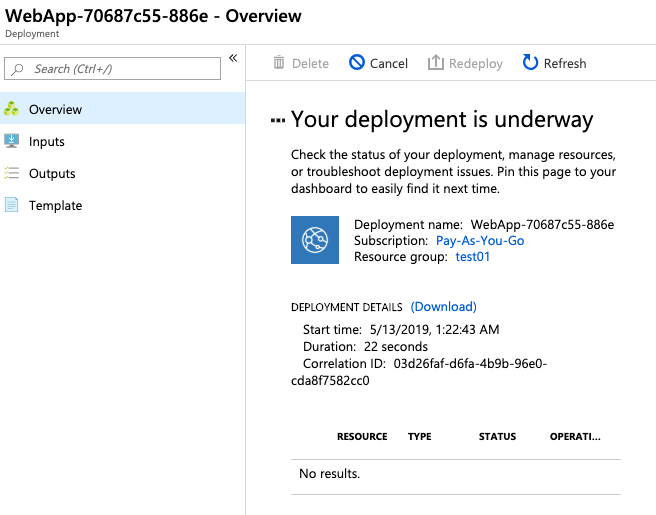 WebApp-70687c55-886e - Overview
Deployment
Search (Ctrl+/)
«
Overview
Inputs
Outputs
Template
Delete
Cancel
Redeploy
Refresh
Your deployment is underway
Check the status of your deployment, manage resources,
or troubleshoot deployment issues. Pin this page to your
dashboard to easily find it next time.
Deployment name: WebApp-70687c55-886e
Subscription: Pay-As-You-Go
Resource group: test01
DEPLOYMENT DETAILS (Download)
Start time: 5/13/2019, 1:22:43 AM
Duration: 22 seconds
Correlation ID: 03d26faf-d6fa-4b9b-96e0-
cda8f7582cc0
RESOURCE TYPE STATUS OPERATI...
No results.